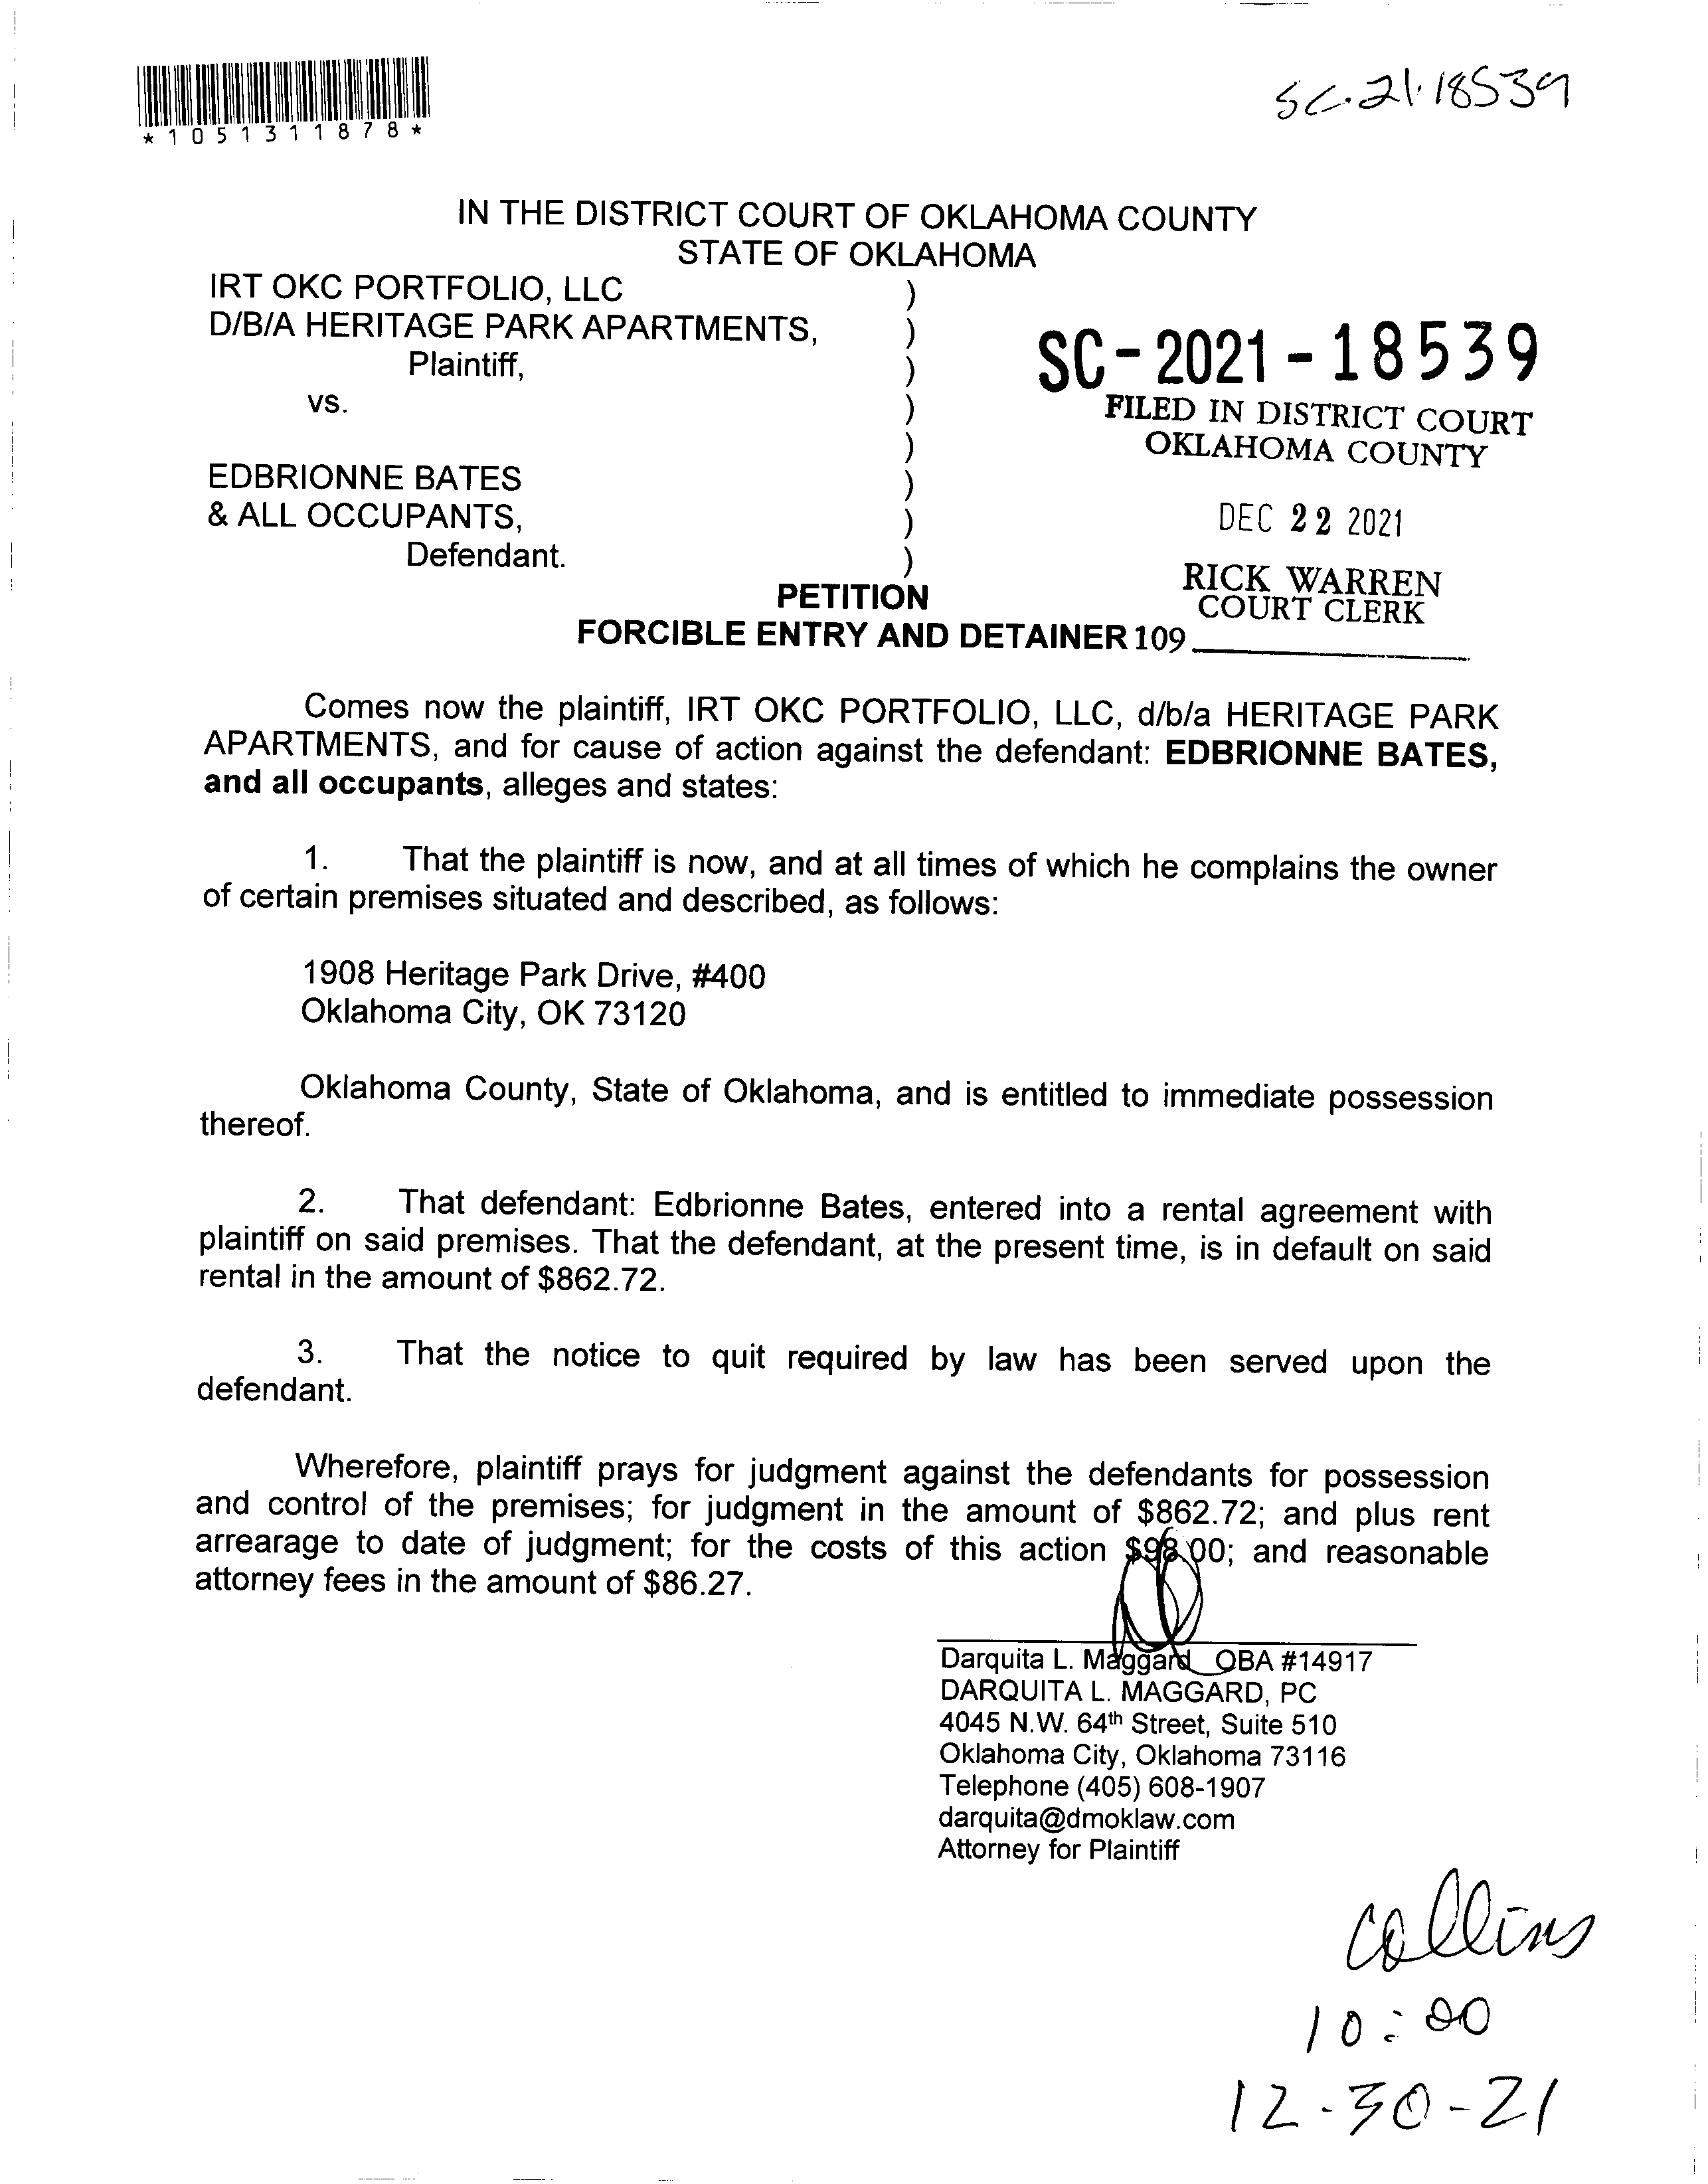 SC.21.18539
*1051311878*
IN THE DISTRICT COURT OF OKLAHOMA COUNTY
STATE OF OKLAHOMA
IRT OKC PORTFOLIO, LLC )
D/B/A HERITAGE PARK APARTMENTS, )
Plaintiff, )
vs. )
)
EDBRIONNE BATES )
& ALL OCCUPANTS, )
Defendant. )
SC-2021-18539
FILED IN DISTRICT COURT
OKLAHOMA COUNTY
DEC 22 2021
RICK WARREN
COURT CLERK
109
PETITION
FORCIBLE ENTRY AND DETAINER
Comes now the plaintiff, IRT OKC PORTFOLIO, LLC, d/b/a HERITAGE PARK
APARTMENTS, and for cause of action against the defendant: EDBRIONNE BATES,
and all occupants, alleges and states:
1. That the plaintiff is now, and at all times of which he complains the owner
of certain premises situated and described, as follows:
1908 Heritage Park Drive, #400
Oklahoma City, OK 73120
Oklahoma County, State of Oklahoma, and is entitled to immediate possession
thereof.
2. That defendant: Edbrionne Bates, entered into a rental agreement with
plaintiff on said premises. That the defendant, at the present time, is in default on said
rental in the amount of $862.72.
3. That the notice to quit required by law has been served upon the
defendant.
Wherefore, plaintiff prays for judgment against the defendants for possession
and control of the premises; for judgment in the amount of $862.72; and plus rent
arrearage to date of judgment; for the costs of this action $98.00; and reasonable
attorney fees in the amount of $86.27.
Darquita L. Maggard OBA #14917
DARQUITA L. MAGGARD, PC
4045 N.W. 64th Street, Suite 510
Oklahoma City, Oklahoma 73116
Telephone (405) 608-1907
darquita@dmoklaw.com
Attorney for Plaintiff
Collins
10:00
12-30-21